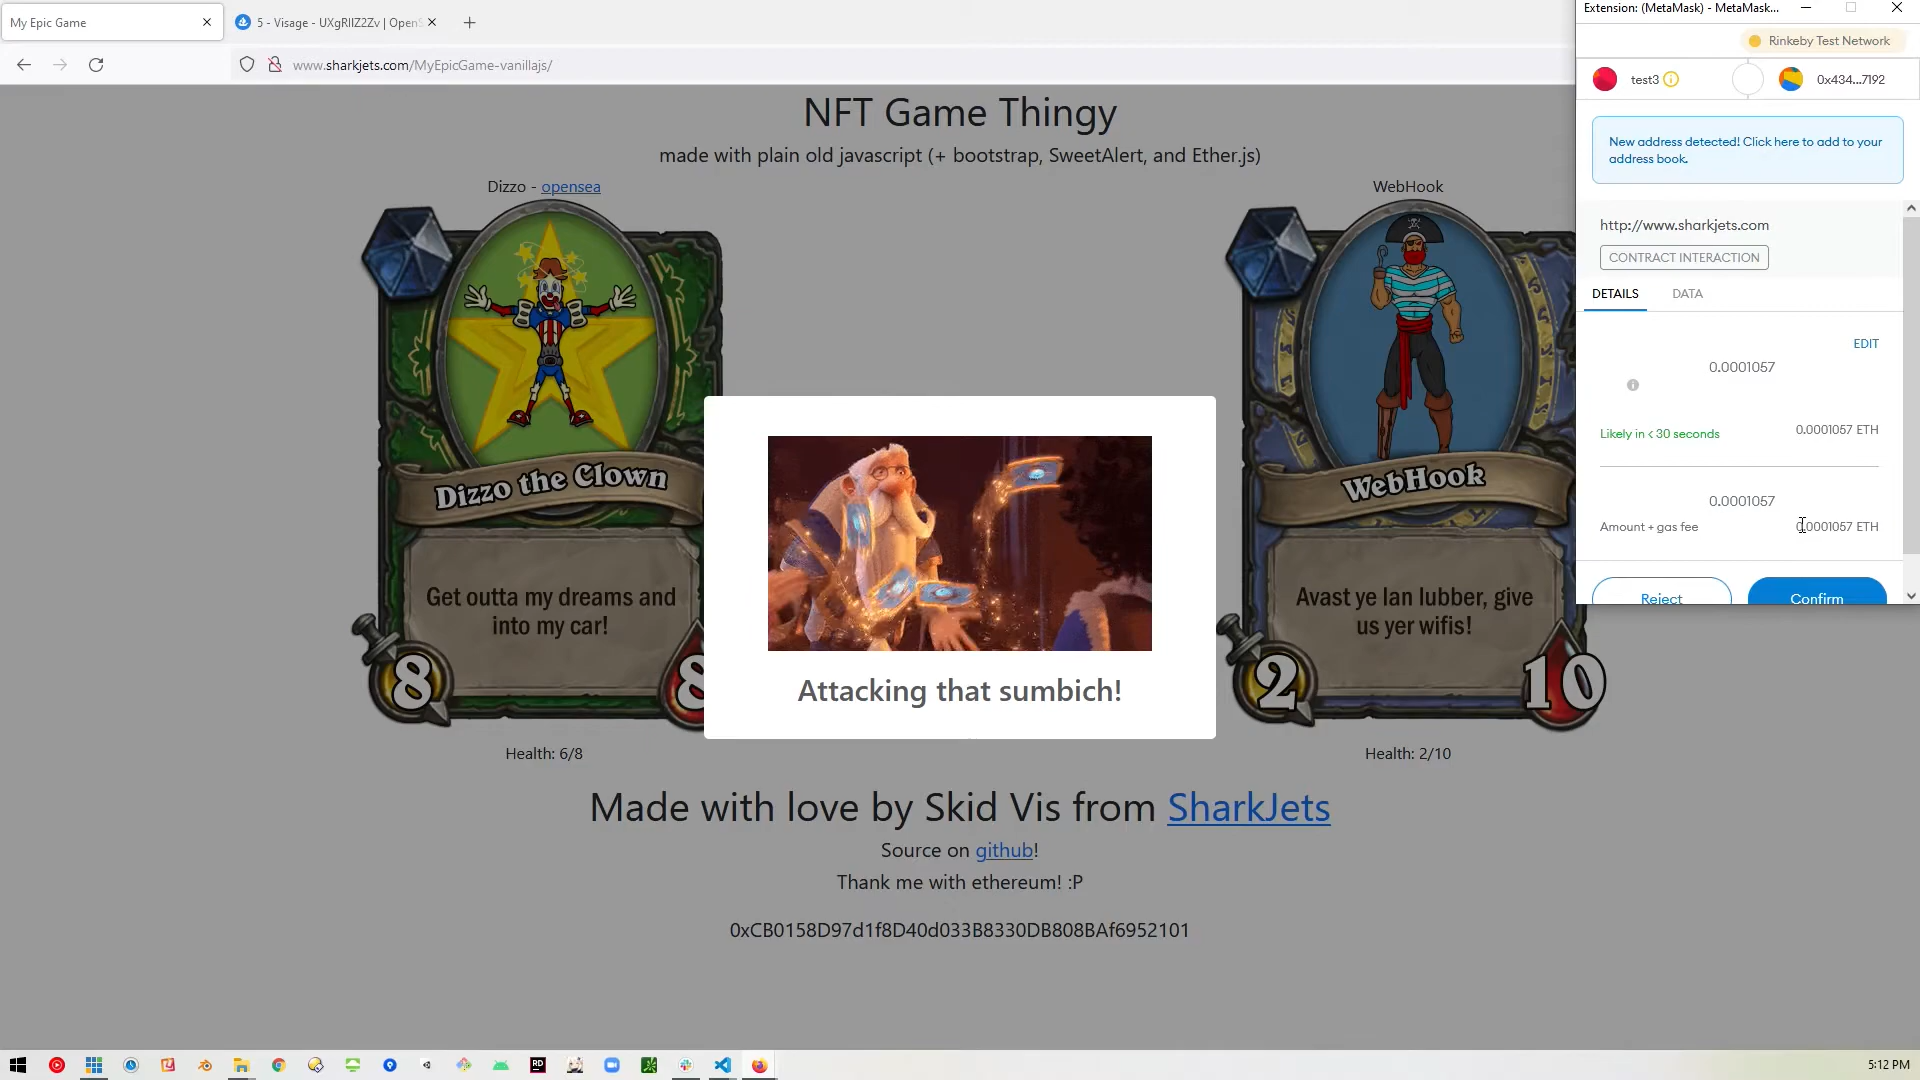 My Epic Game
5 - Visage - UXgRlIZ2Zv | OpenS
www.sharkjets.com/MyEpicGame-vanillajs/
NFT Game Thingy
made with plain old javascript (+ bootstrap, SweetAlert, and Ether.js)
Dizzo - opensea
Dizzo the Clown
Get outta my dreams and
into my car!
8
8
Health: 6/8
Attacking that sumbich!
WebHook
WebHook
Avast ye lan lubber, give
us yer wifis!
2
10
Health: 2/10
Made with love by Skid Vis from SharkJets
Source on github!
Thank me with ethereum! :P
0xCB0158D97d1f8D40d033B8330DB808BAf6952101
Extension: (MetaMask) - MetaMask...
Rinkeby Test Network
test3
0x434...7192
New address detected! Click here to add to your
address book.
http://www.sharkjets.com
CONTRACT INTERACTION
DETAILS
DATA
EDIT
0.0001057
Likely in < 30 seconds
0.0001057 ETH
0.0001057
Amount + gas fee
0.0001057 ETH
Reject
Confirm
RD
5:12 PM